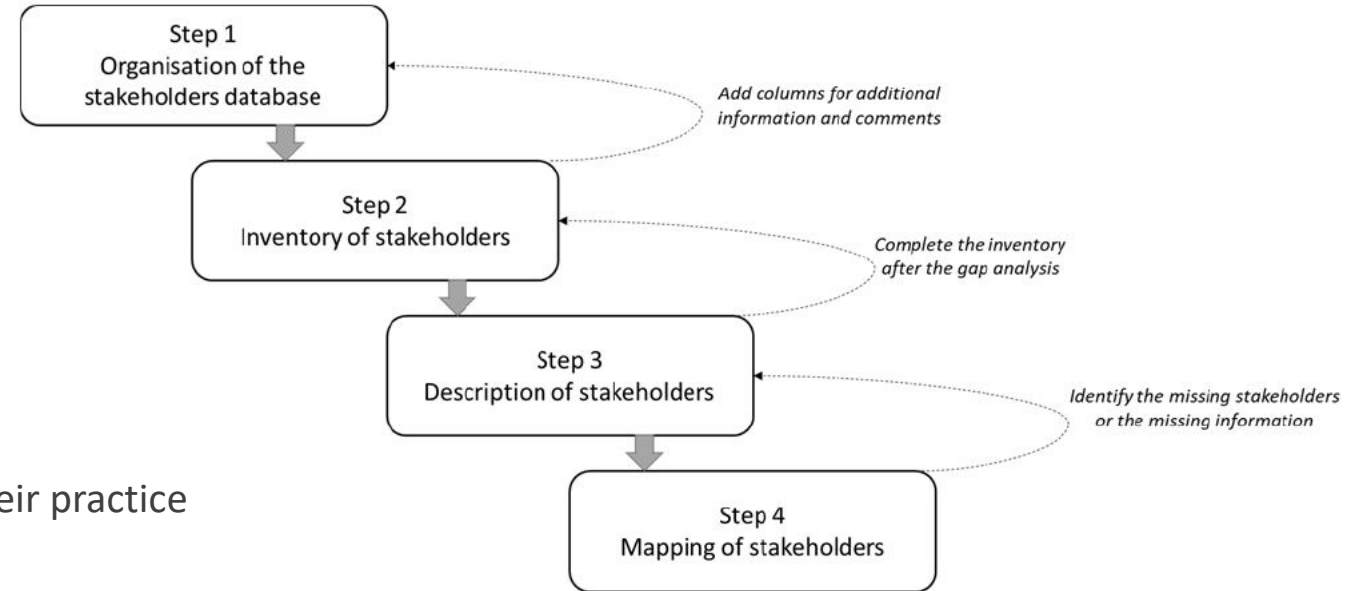 Step 1
Organisation of the
stakeholders database
Add columns for additional
information and comments
Step 2
Inventory of stakeholders
Complete the inventory
after the gap analysis
Step 3
Description of stakeholders
Identify the missing stakeholders
or the missing information
eir practice
Step 4
Mapping of stakeholders